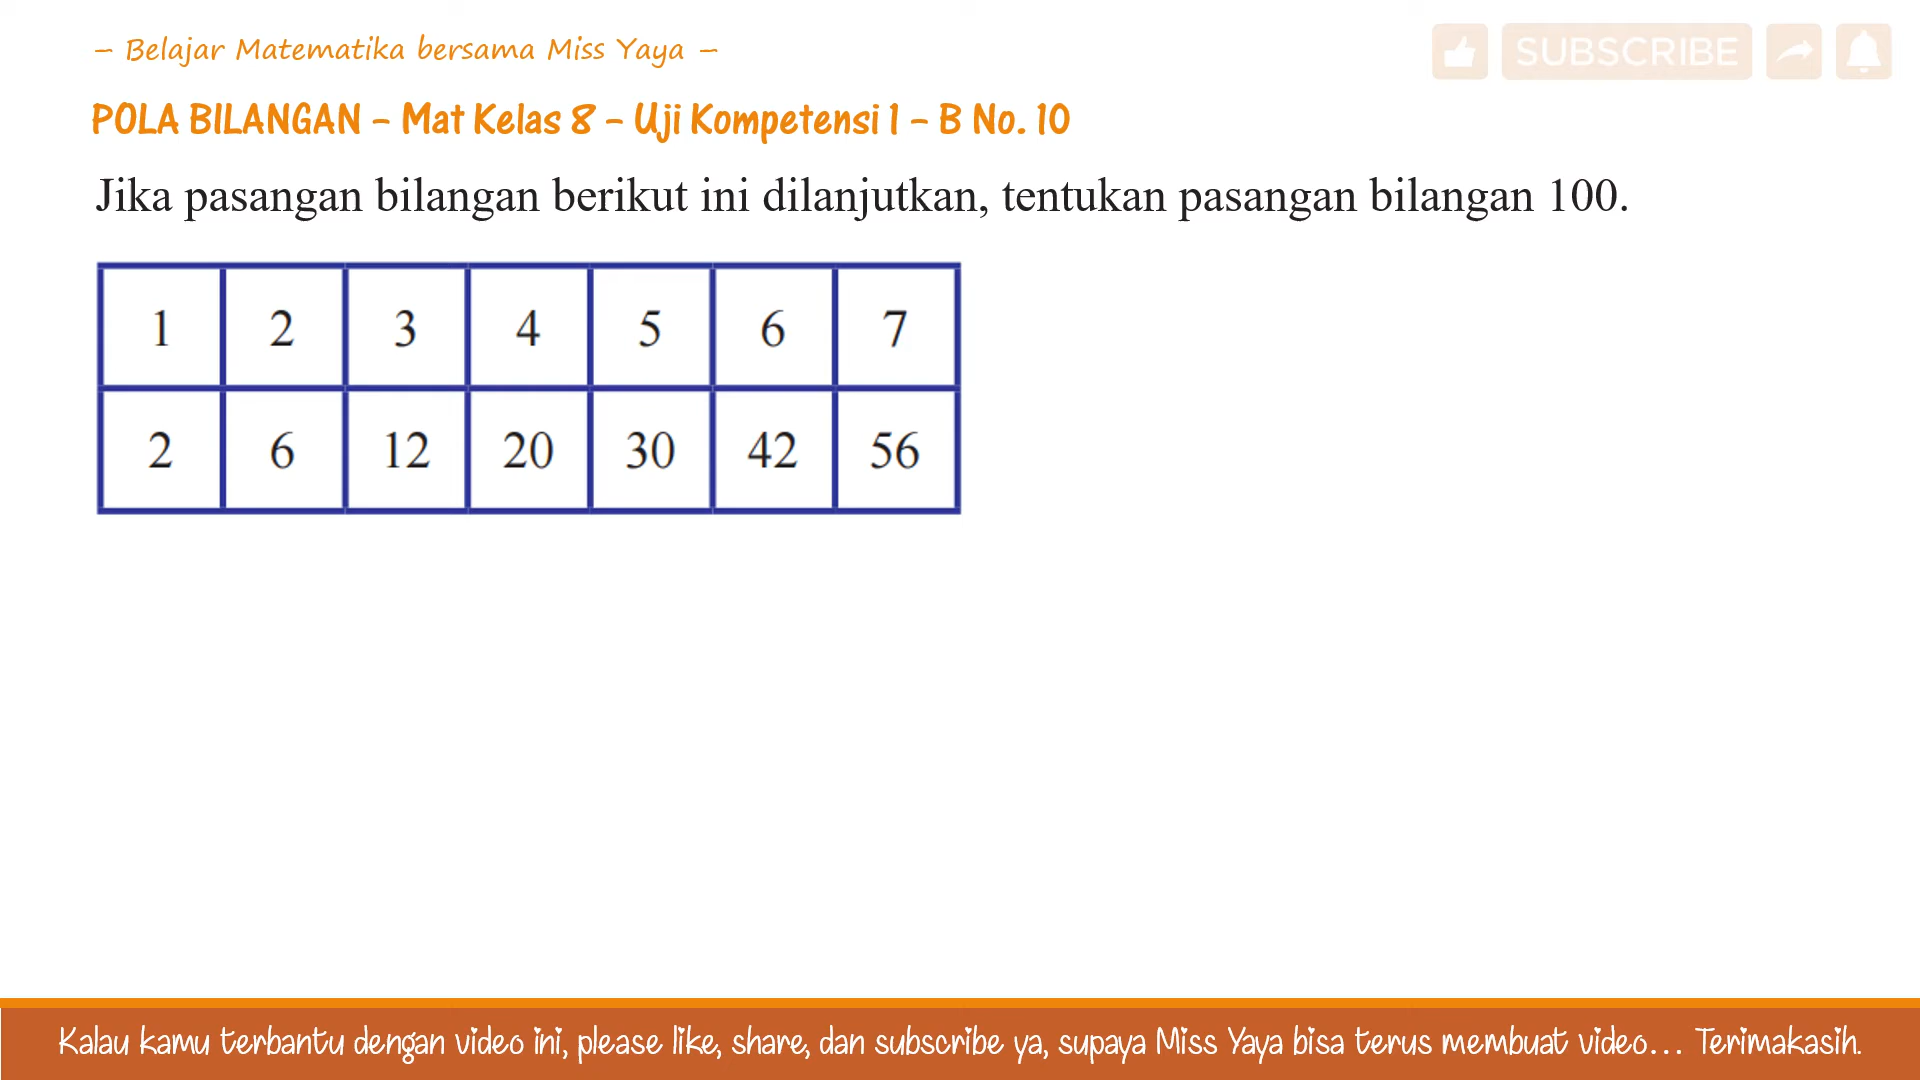 – Belajar Matematika bersama Miss Yaya –
SUBSCRIBE
POLA BILANGAN – Mat Kelas 8 – Uji Kompetensi 1 – B No. 10
Jika pasangan bilangan berikut ini dilanjutkan, tentukan pasangan bilangan 100.
1 2 3 4 5 6 7
2 6 12 20 30 42 56
Kalau kamu terbantu dengan video ini, please like, share, dan subscribe ya, supaya Miss Yaya bisa terus membuat video... Terimakasih.